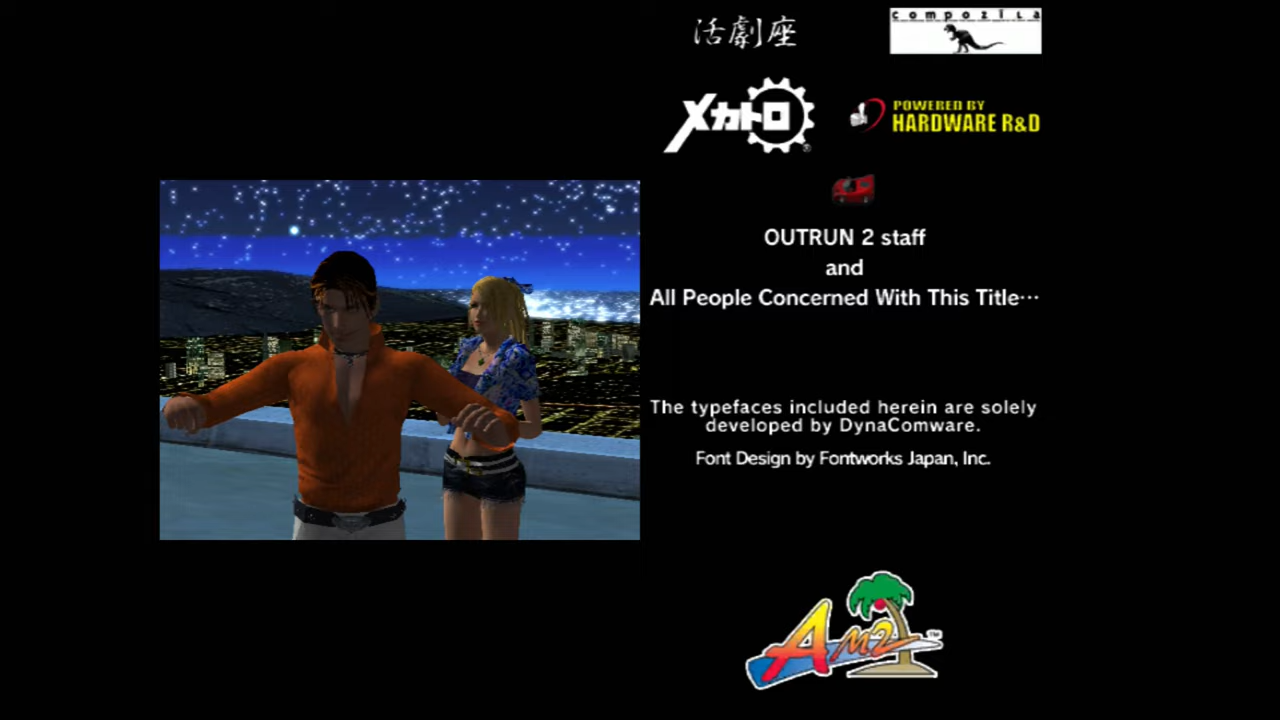 活劇座
compozila
メカトロ
®
POWERED BY
HARDWARE R&D
OUTRUN 2 staff
and
All People Concerned With This Title…
The typefaces included herein are solely
developed by DynaComware.
Font Design by Fontworks Japan, Inc.
AM2 ™